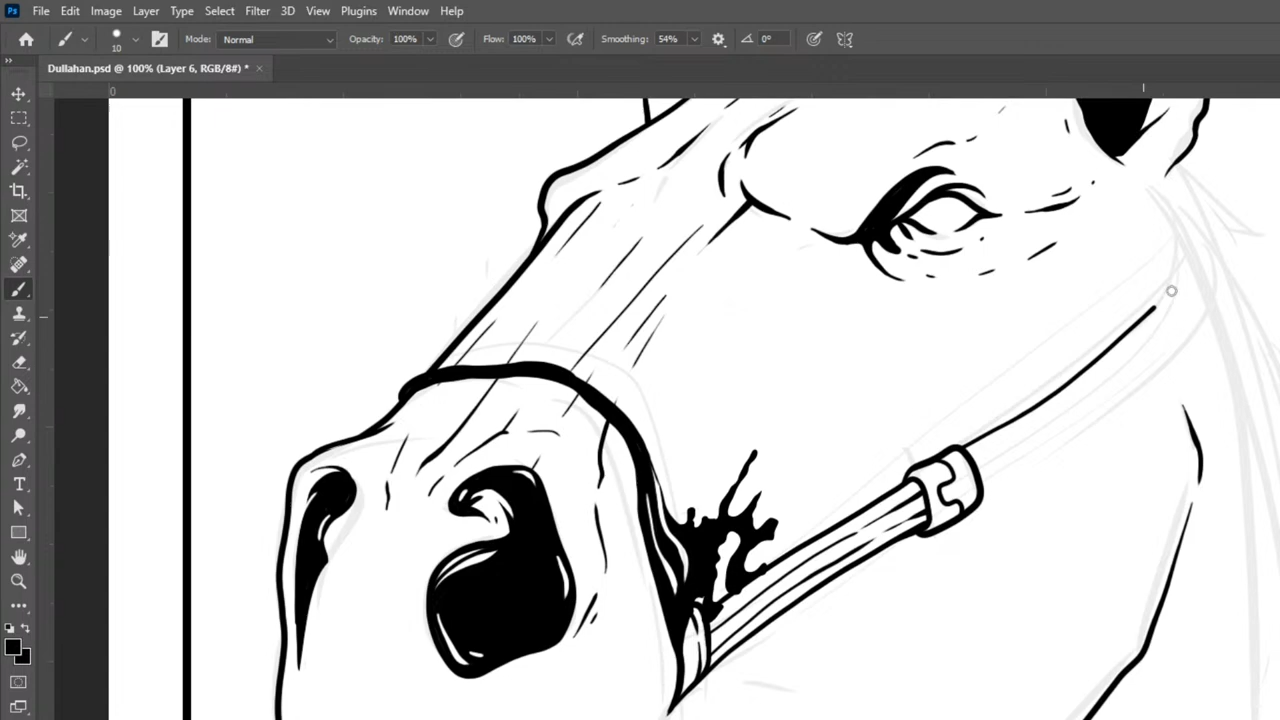 Ps File Edit Image Layer Type Select Filter 3D View Plugins Window Help
10 Mode: Normal Opacity: 100% Flow: 100% Smoothing: 54% 0°
Dullahan.psd @ 100% (Layer 6, RGB/8#) * ×
0
T